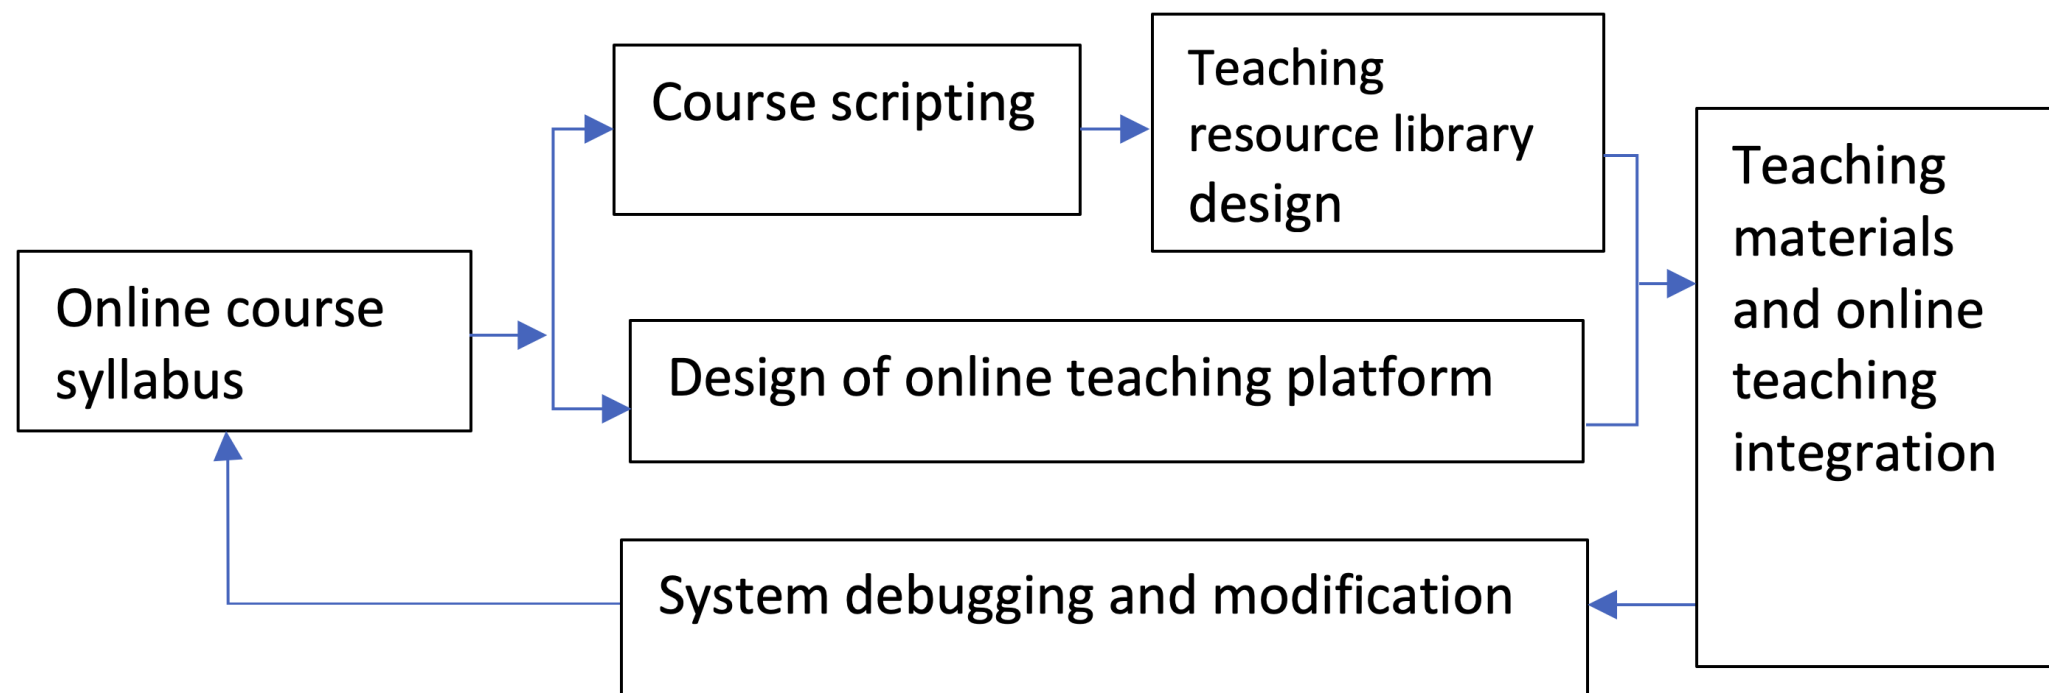 Course scripting
Teaching
resource library
design
Teaching
materials
and online
teaching
integration
Online course
syllabus
Design of online teaching platform
System debugging and modification